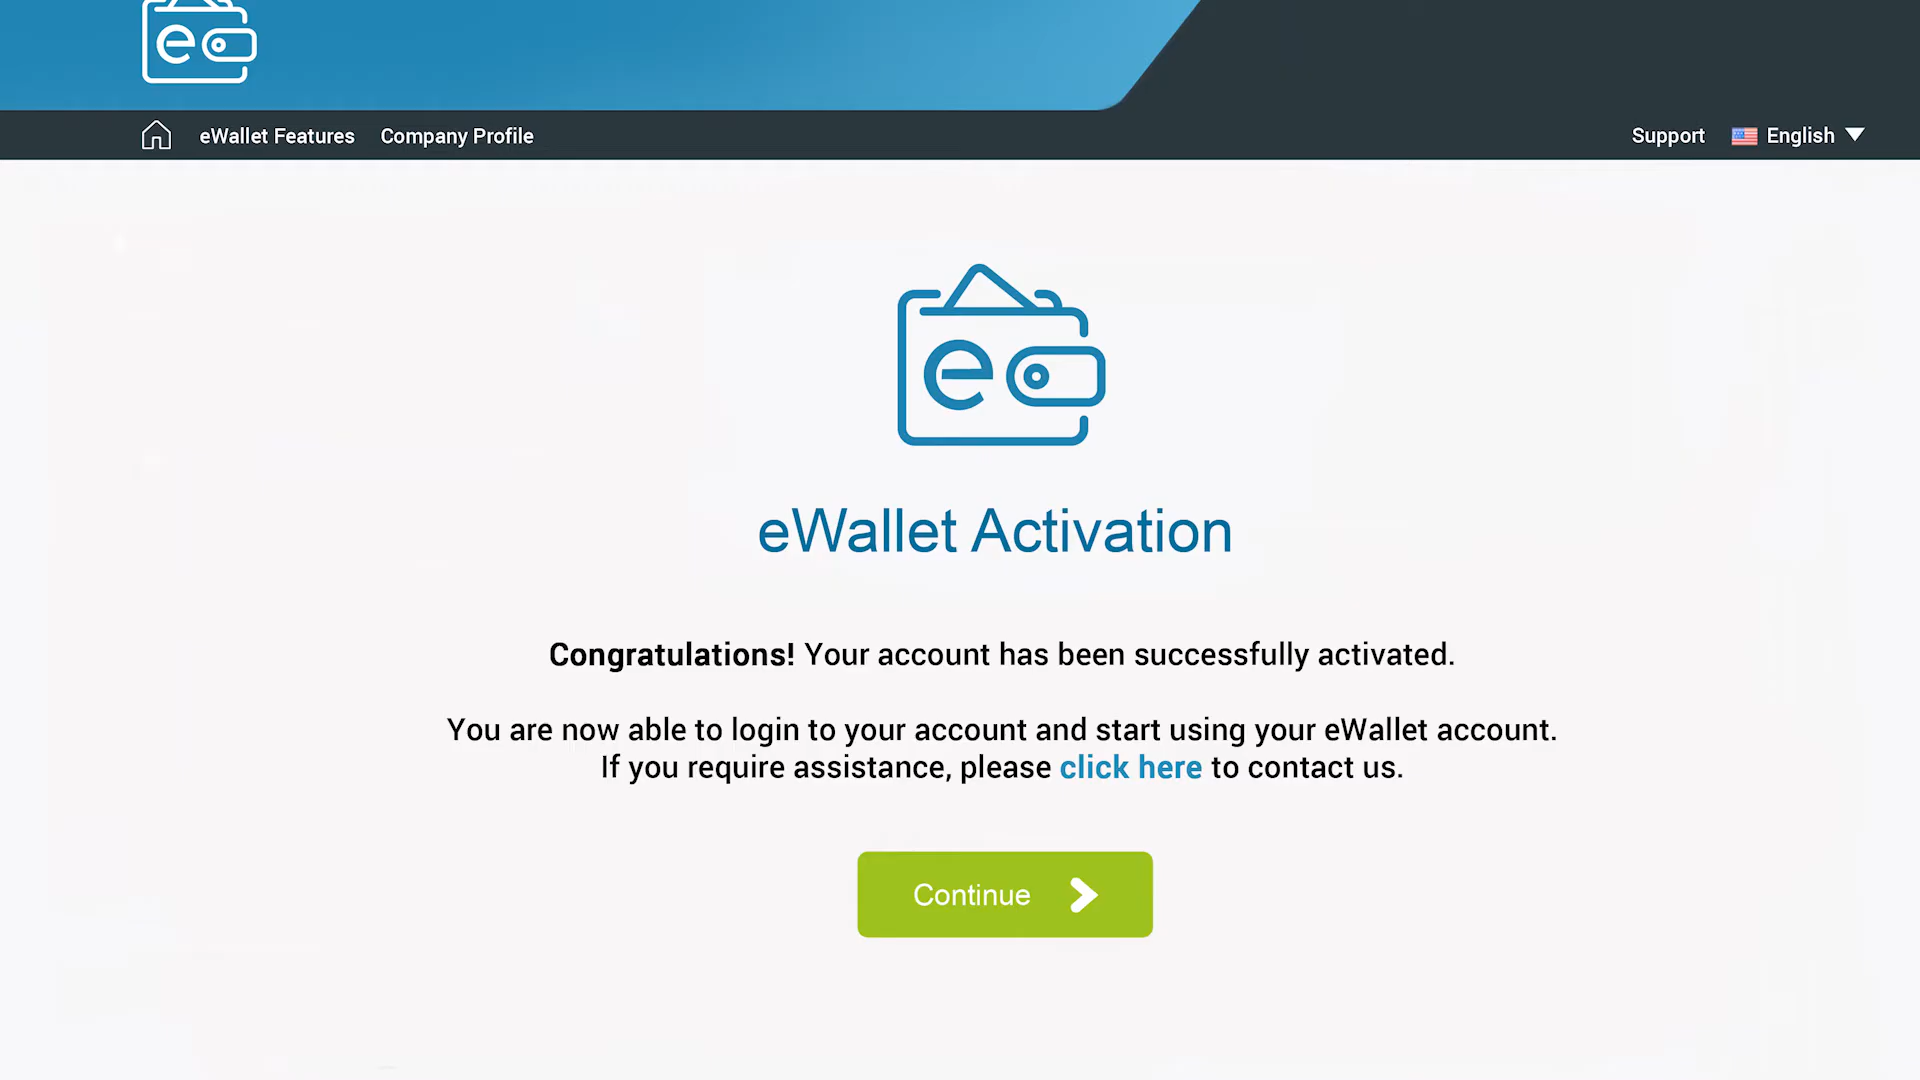 e
eWallet Features
Company Profile
Support
English
e
eWallet Activation
Congratulations! Your account has been successfully activated.
You are now able to login to your account and start using your eWallet account.
If you require assistance, please click here to contact us.
Continue